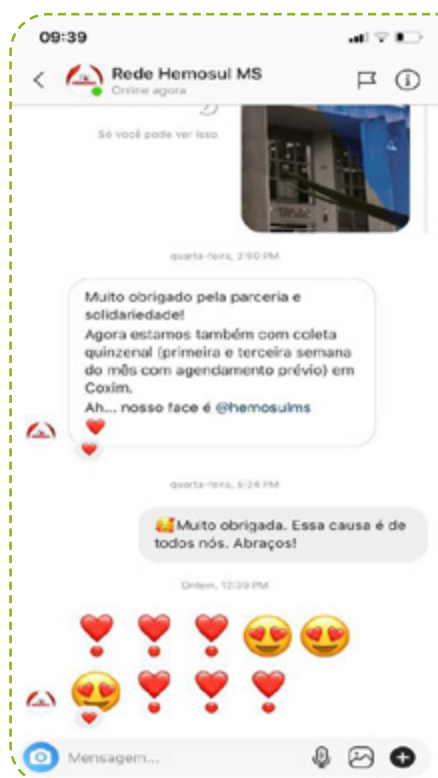 09:39
Rede Hemosul MS
Online agora
Só você pode ver isso
quarta-feira, 2:00 PM
Muito obrigado pela parceria e
solidariedade!
Agora estamos também com coleta
quinzenal (primeira e terceira semana
do mês com agendamento prévio) em
Coxim.
Ah... nosso face é @hemosulms
quarta-feira, 5:24 PM
Muito obrigada. Essa causa é de
todos nós. Abraços!
Ontem, 12:39 PM
Mensagem...